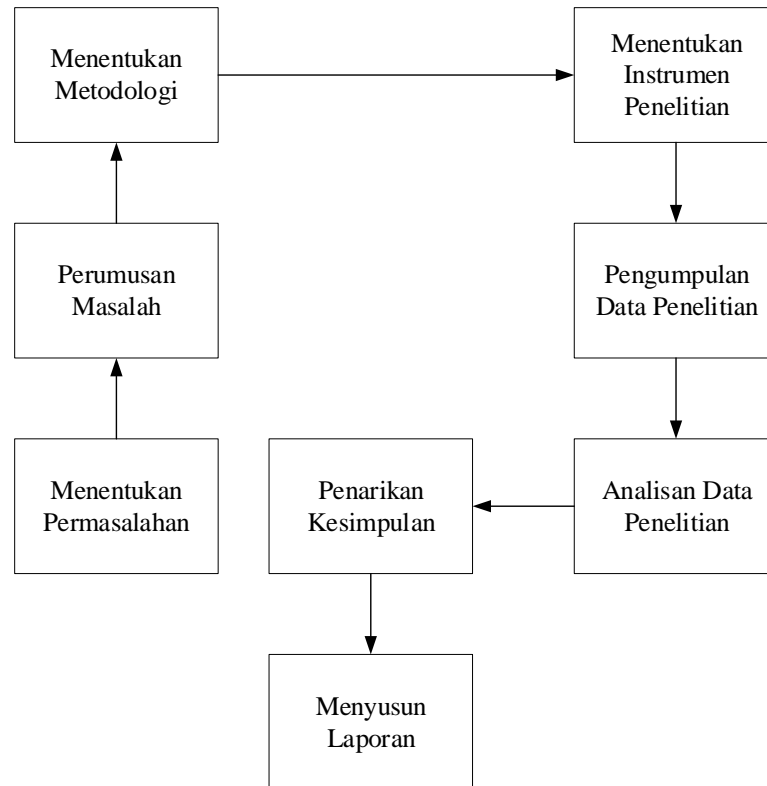 Menentukan
Metodologi
Menentukan
Instrumen
Penelitian
Perumusan
Masalah
Pengumpulan
Data Penelitian
Menentukan
Permasalahan
Penarikan
Kesimpulan
Analisan Data
Penelitian
Menyusun
Laporan